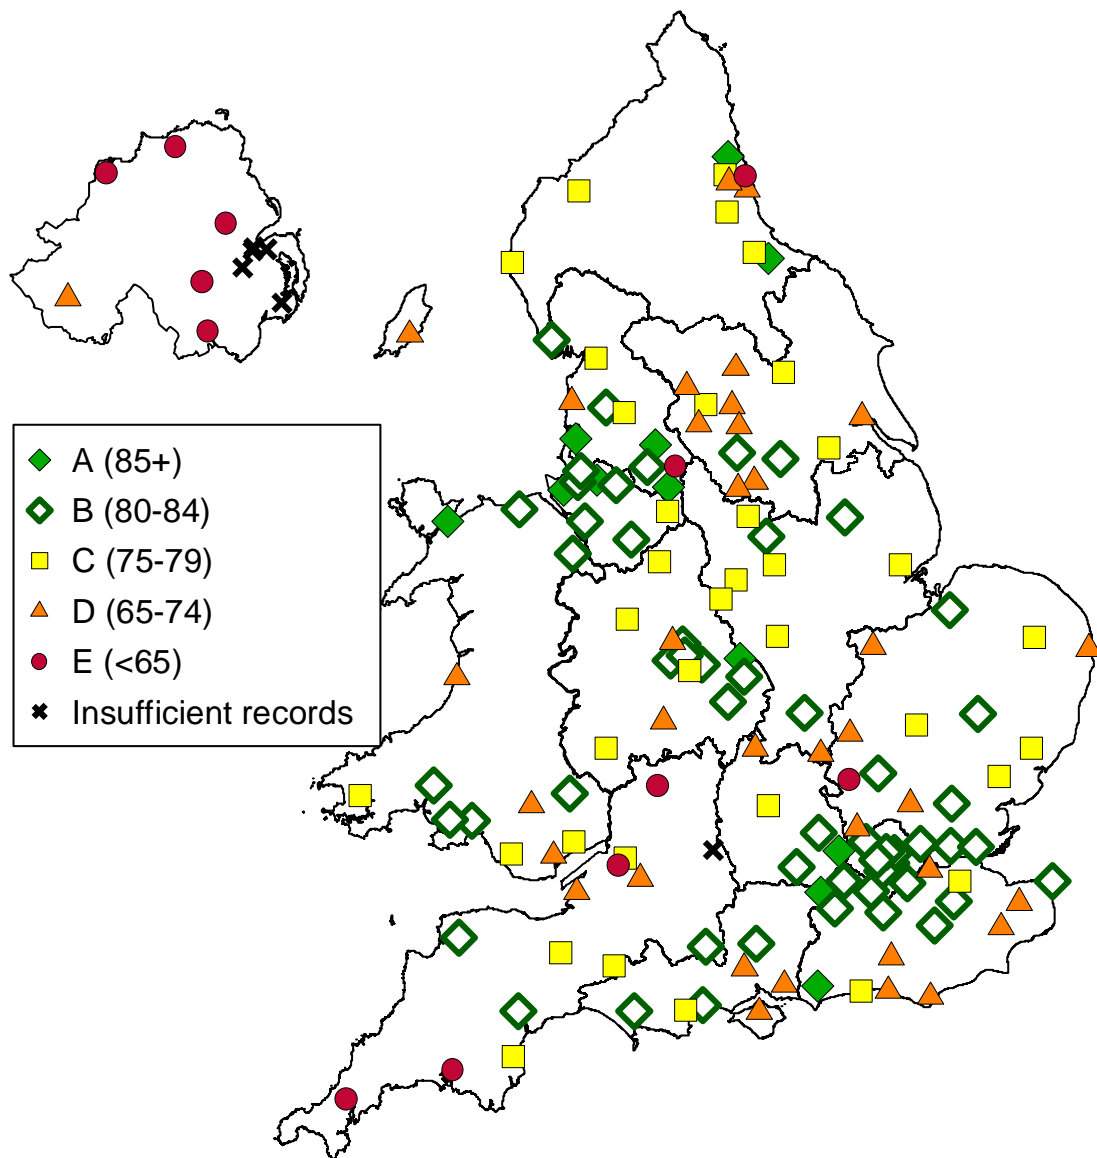 A (85+)
B (80-84)
C (75-79)
D (65-74)
E (<65)
Insufficient records